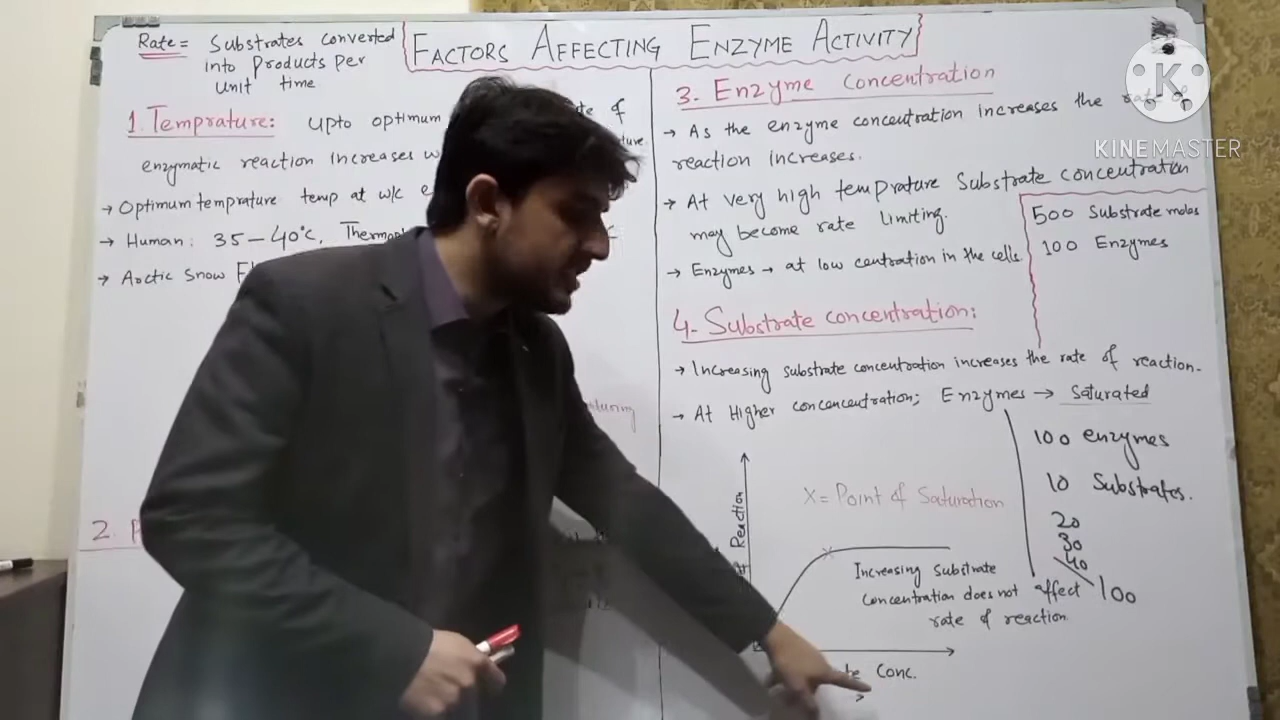 Rate = Substrates converted
into Products per
unit time
FACTORS AFFECTING ENZYME ACTIVITY
1. Temprature: upto optimum
enzymatic reaction increases
→ Optimum temprature temp at w/c
→ Human: 35-40°C,
→ Arctic Snow
2.
3. Enzyme Concentration
→ As the enzyme concentration increases the rate of
reaction increases.
→ At very high temprature Substrate concentration
may become rate limiting.
→ Enzymes → at low centration in the cells.
500 Substrate moles
100 Enzymes
4- Substrate concentration:
→ Increasing substrate concentration increases the rate of reaction-
→ At Higher conencentration; Enzymes → Saturated
100 enzymes
10 Substrates.
20
30
40
100
X = Point of Saturation
Reaction
X
Increasing substrate
concentration does not affect
rate of reaction
Conc.
K
KINEMASTER